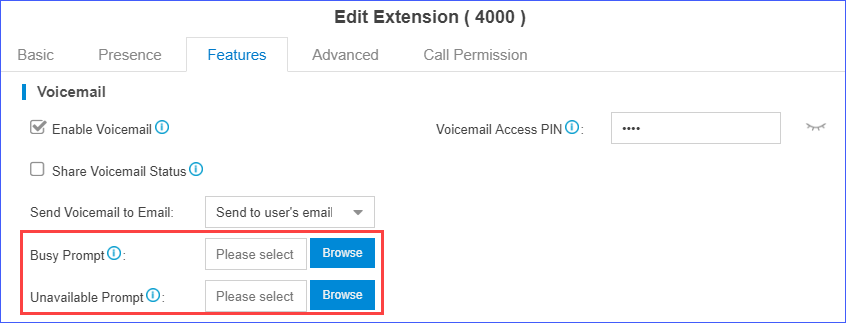 Edit Extension ( 4000 )
Basic Presence Features Advanced Call Permission
Voicemail
Enable Voicemail Voicemail Access PIN : ••••
Share Voicemail Status
Send Voicemail to Email: Send to user's email
Busy Prompt : Please select Browse
Unavailable Prompt : Please select Browse